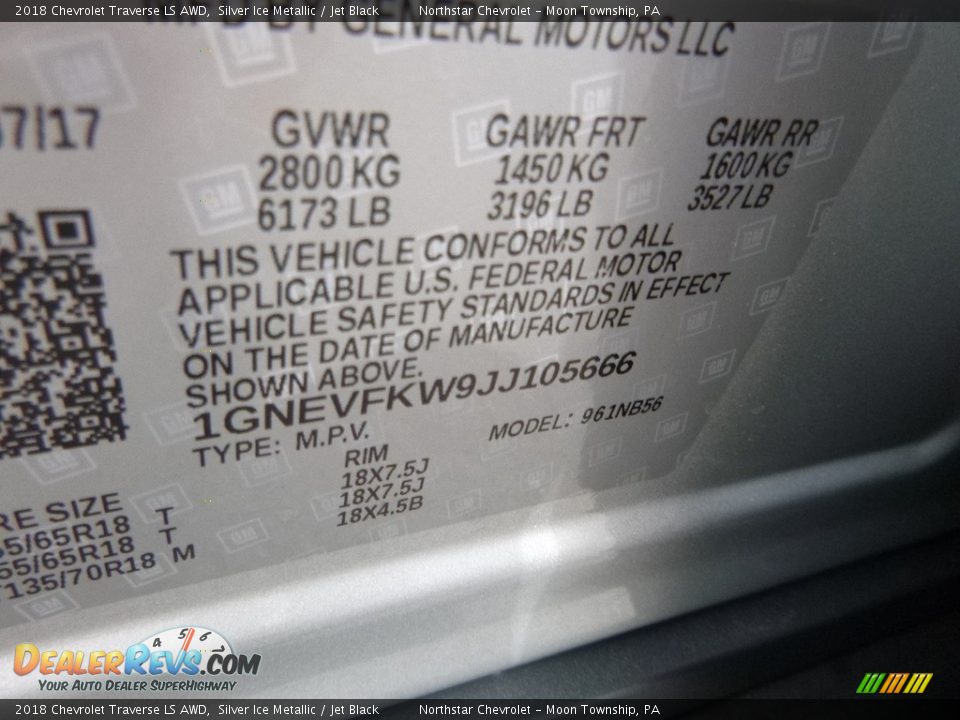 2018 Chevrolet Traverse LS AWD, Silver Ice Metallic / Jet Black Northstar Chevrolet – Moon Township, PA
GENERAL MOTORS LLC
7/17
GVWR GAWR FRT GAWR RR
2800 KG 1450 KG 1600 KG
6173 LB 3196 LB 3527 LB
THIS VEHICLE CONFORMS TO ALL
APPLICABLE U.S. FEDERAL MOTOR
VEHICLE SAFETY STANDARDS IN EFFECT
ON THE DATE OF MANUFACTURE
SHOWN ABOVE.
1GNEVFKW9JJ105666
TYPE: M.P.V. MODEL: 961NB56
RE SIZE RIM
55/65R18 T 18X7.5J
55/65R18 T 18X7.5J
T135/70R18 M 18X4.5B
4 5 6
DealerRevs.com
Your Auto Dealer SuperHighway
2018 Chevrolet Traverse LS AWD, Silver Ice Metallic / Jet Black Northstar Chevrolet – Moon Township, PA